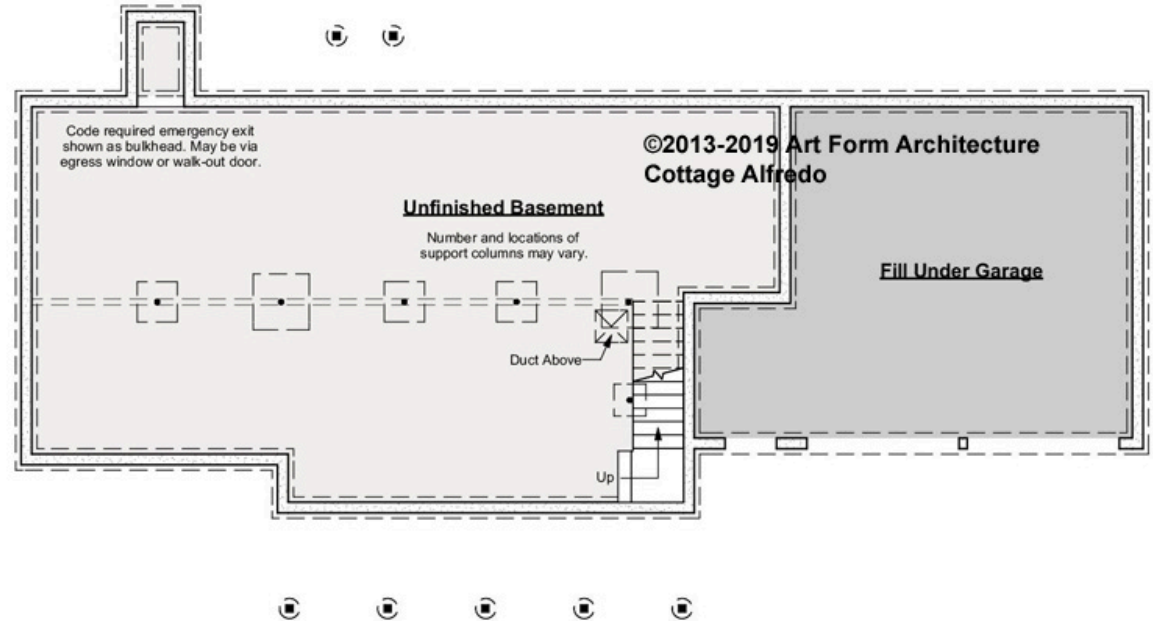 Code required emergency exit
shown as bulkhead. May be via
egress window or walk-out door.
©2013-2019 Art Form Architecture
Cottage Alfredo
Unfinished Basement
Number and locations of
support columns may vary.
Fill Under Garage
Duct Above
Up